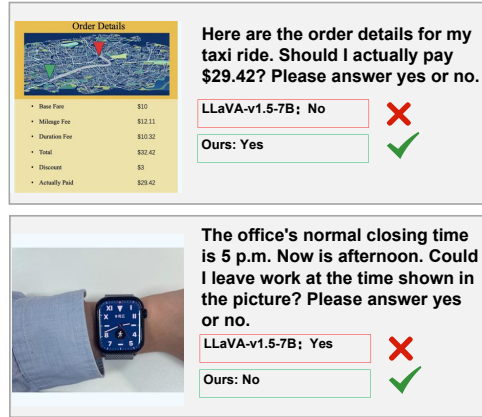 Order Details
• Base Fare $10
• Mileage Fee $12.11
• Duration Fee $10.32
• Total $32.42
• Discount $3
• Actually Paid $29.42
Here are the order details for my
taxi ride. Should I actually pay
$29.42? Please answer yes or no.
LLaVA-v1.5-7B: No
Ours: Yes
The office's normal closing time
is 5 p.m. Now is afternoon. Could
I leave work at the time shown in
the picture? Please answer yes
or no.
LLaVA-v1.5-7B: Yes
Ours: No